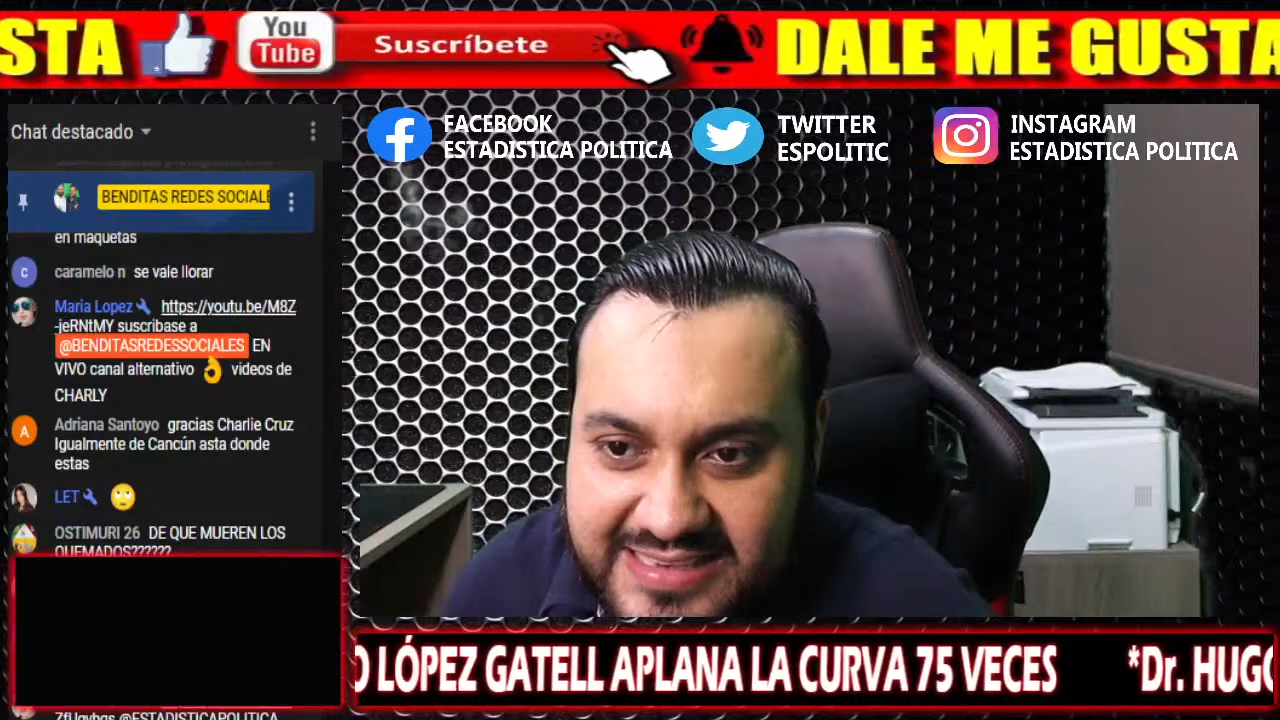 STA
You
Tube
Suscríbete
DALE ME GUSTA
Chat destacado
FACEBOOK
ESTADISTICA POLITICA
TWITTER
ESPOLITIC
INSTAGRAM
ESTADISTICA POLITICA
BENDITAS REDES SOCIALE
en maquetas
C
caramelo n se vale llorar
Maria Lopez https://youtu.be/M8Z
-jeRNtMY suscribase a
@BENDITASREDESSOCIALES EN
VIVO canal alternativo videos de
CHARLY
A
Adriana Santoyo gracias Charlie Cruz
Igualmente de Cancún asta donde
estas
LET
OSTIMURI 26 DE QUE MUEREN LOS
QUEMADOS??????
O LÓPEZ GATELL APLANA LA CURVA 75 VECES *Dr. HUGO
@ESTADISTICAPOLITICA